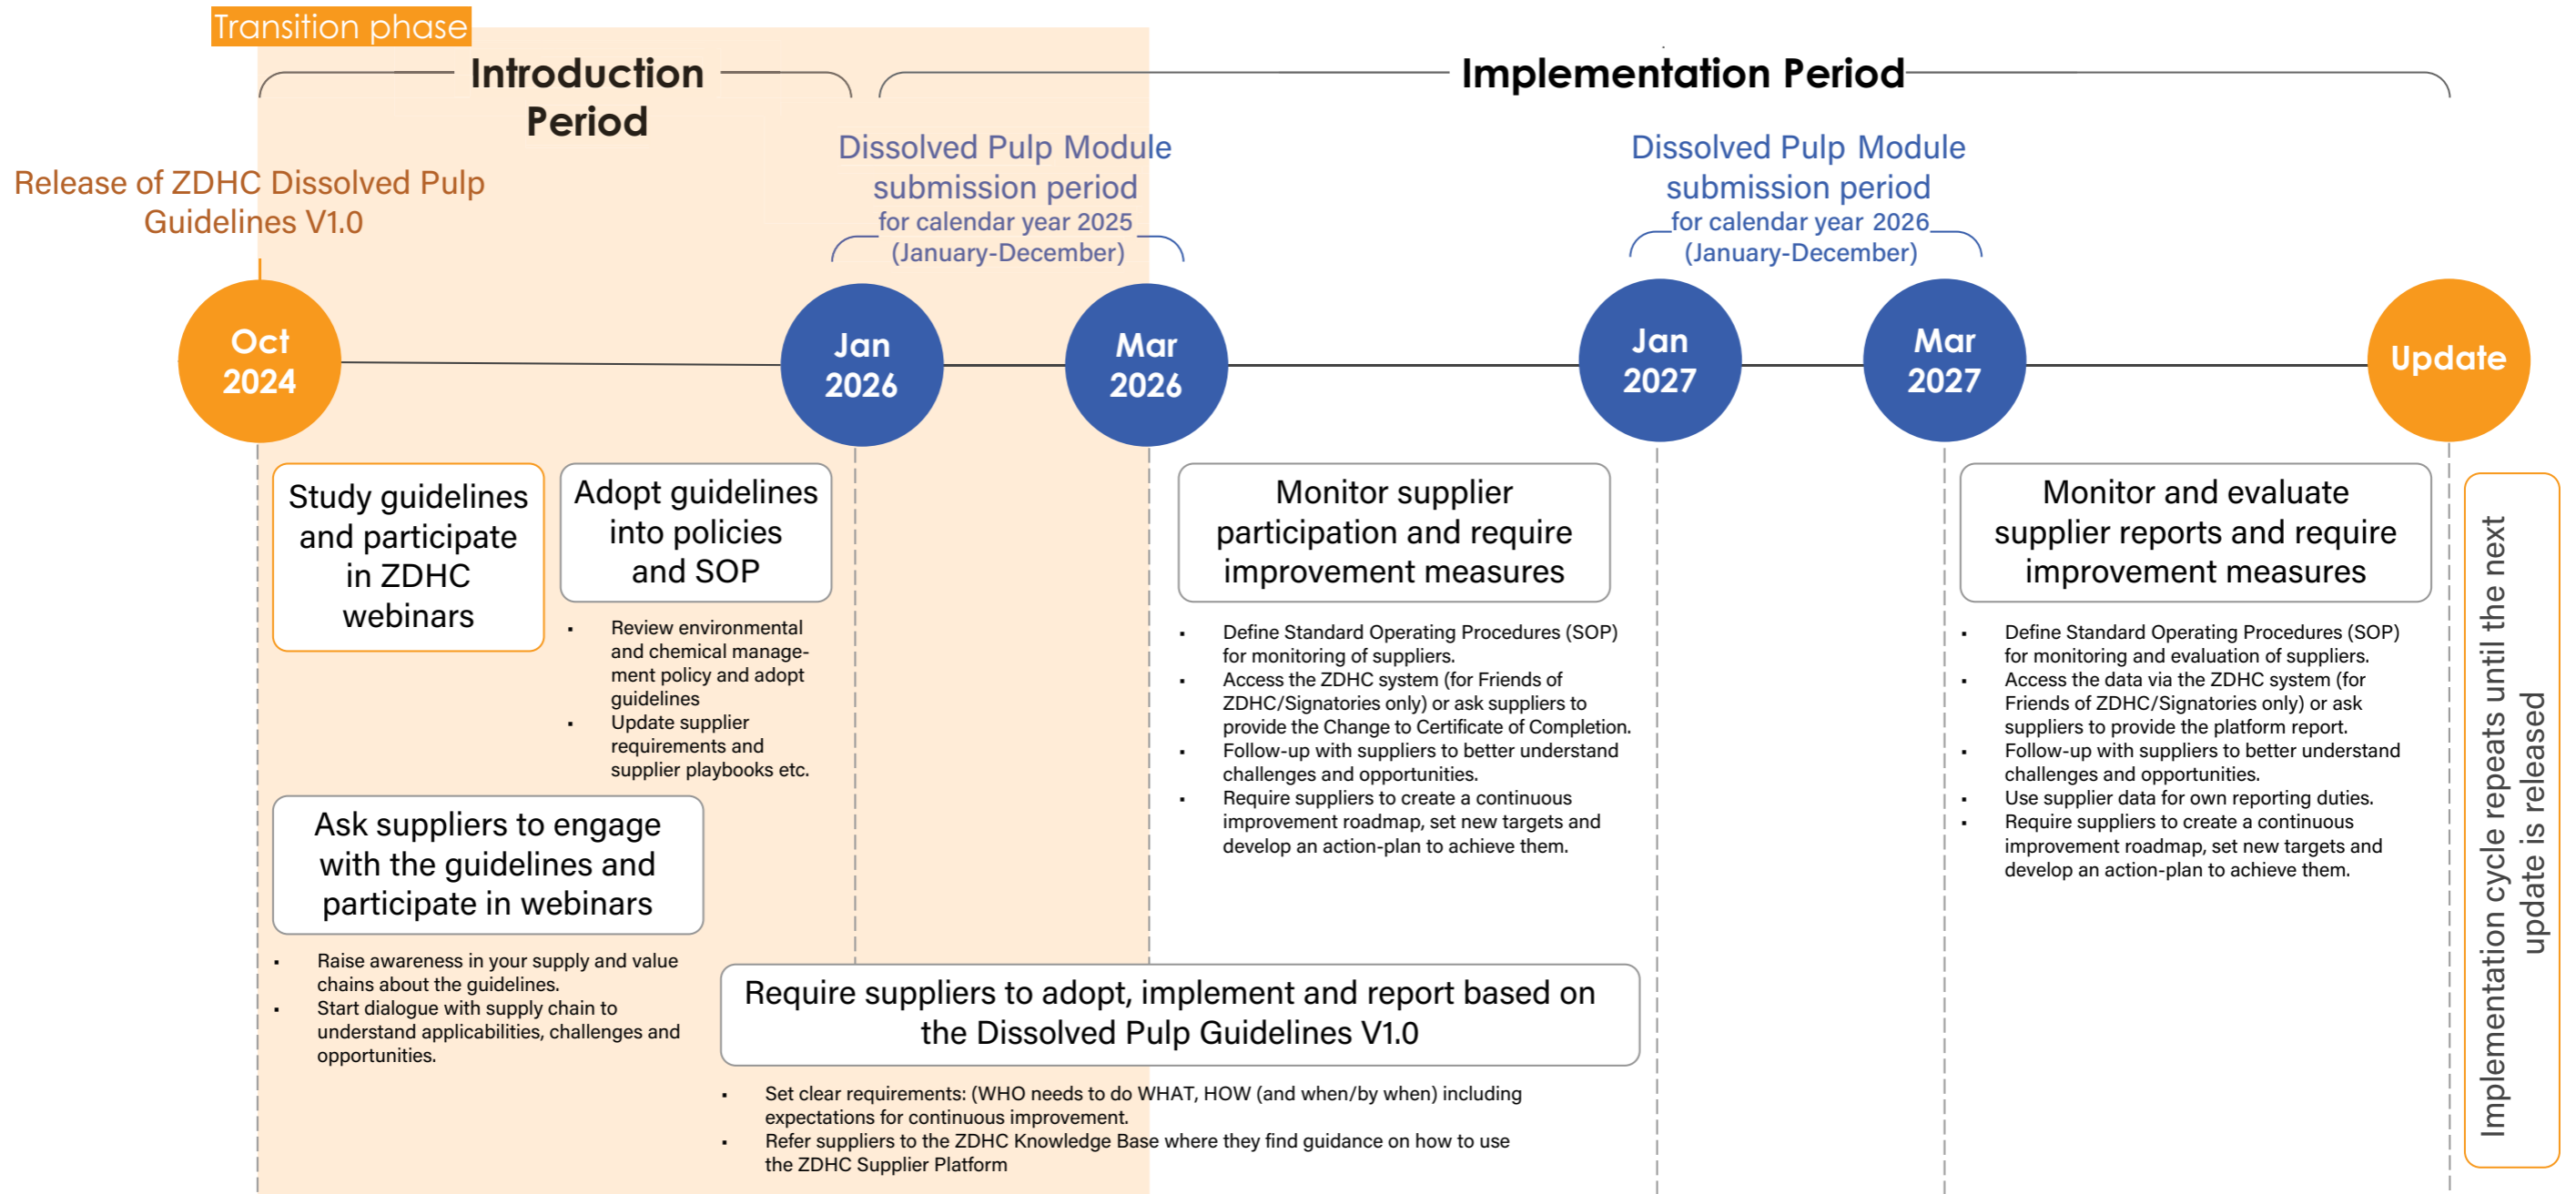 Transition phase
Introduction
Period
Implementation Period
Release of ZDHC Dissolved Pulp
Guidelines V1.0
Dissolved Pulp Module
submission period
for calendar year 2025
(January-December)
Dissolved Pulp Module
submission period
for calendar year 2026
(January-December)
Oct
2024
Jan
2026
Mar
2026
Jan
2027
Mar
2027
Update
Study guidelines
and participate
in ZDHC
webinars
Adopt guidelines
into policies
and SOP
▪ Review environmental
and chemical manage-
ment policy and adopt
guidelines
▪ Update supplier
requirements and
supplier playbooks etc.
Ask suppliers to engage
with the guidelines and
participate in webinars
▪ Raise awareness in your supply and value
chains about the guidelines.
▪ Start dialogue with supply chain to
understand applicabilities, challenges and
opportunities.
Monitor supplier
participation and require
improvement measures
▪ Define Standard Operating Procedures (SOP)
for monitoring of suppliers.
▪ Access the ZDHC system (for Friends of
ZDHC/Signatories only) or ask suppliers to
provide the Change to Certificate of Completion.
▪ Follow-up with suppliers to better understand
challenges and opportunities.
▪ Require suppliers to create a continuous
improvement roadmap, set new targets and
develop an action-plan to achieve them.
Require suppliers to adopt, implement and report based on
the Dissolved Pulp Guidelines V1.0
▪ Set clear requirements: (WHO needs to do WHAT, HOW (and when/by when) including
expectations for continuous improvement.
▪ Refer suppliers to the ZDHC Knowledge Base where they find guidance on how to use
the ZDHC Supplier Platform
Monitor and evaluate
supplier reports and require
improvement measures
▪ Define Standard Operating Procedures (SOP)
for monitoring and evaluation of suppliers.
▪ Access the data via the ZDHC system (for
Friends of ZDHC/Signatories only) or ask
suppliers to provide the platform report.
▪ Follow-up with suppliers to better understand
challenges and opportunities.
▪ Use supplier data for own reporting duties.
▪ Require suppliers to create a continuous
improvement roadmap, set new targets and
develop an action-plan to achieve them.
Implementation cycle repeats until the next
update is released